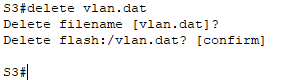 S3#delete vlan.dat
Delete filename [vlan.dat]?
Delete flash:/vlan.dat? [confirm]
S3#